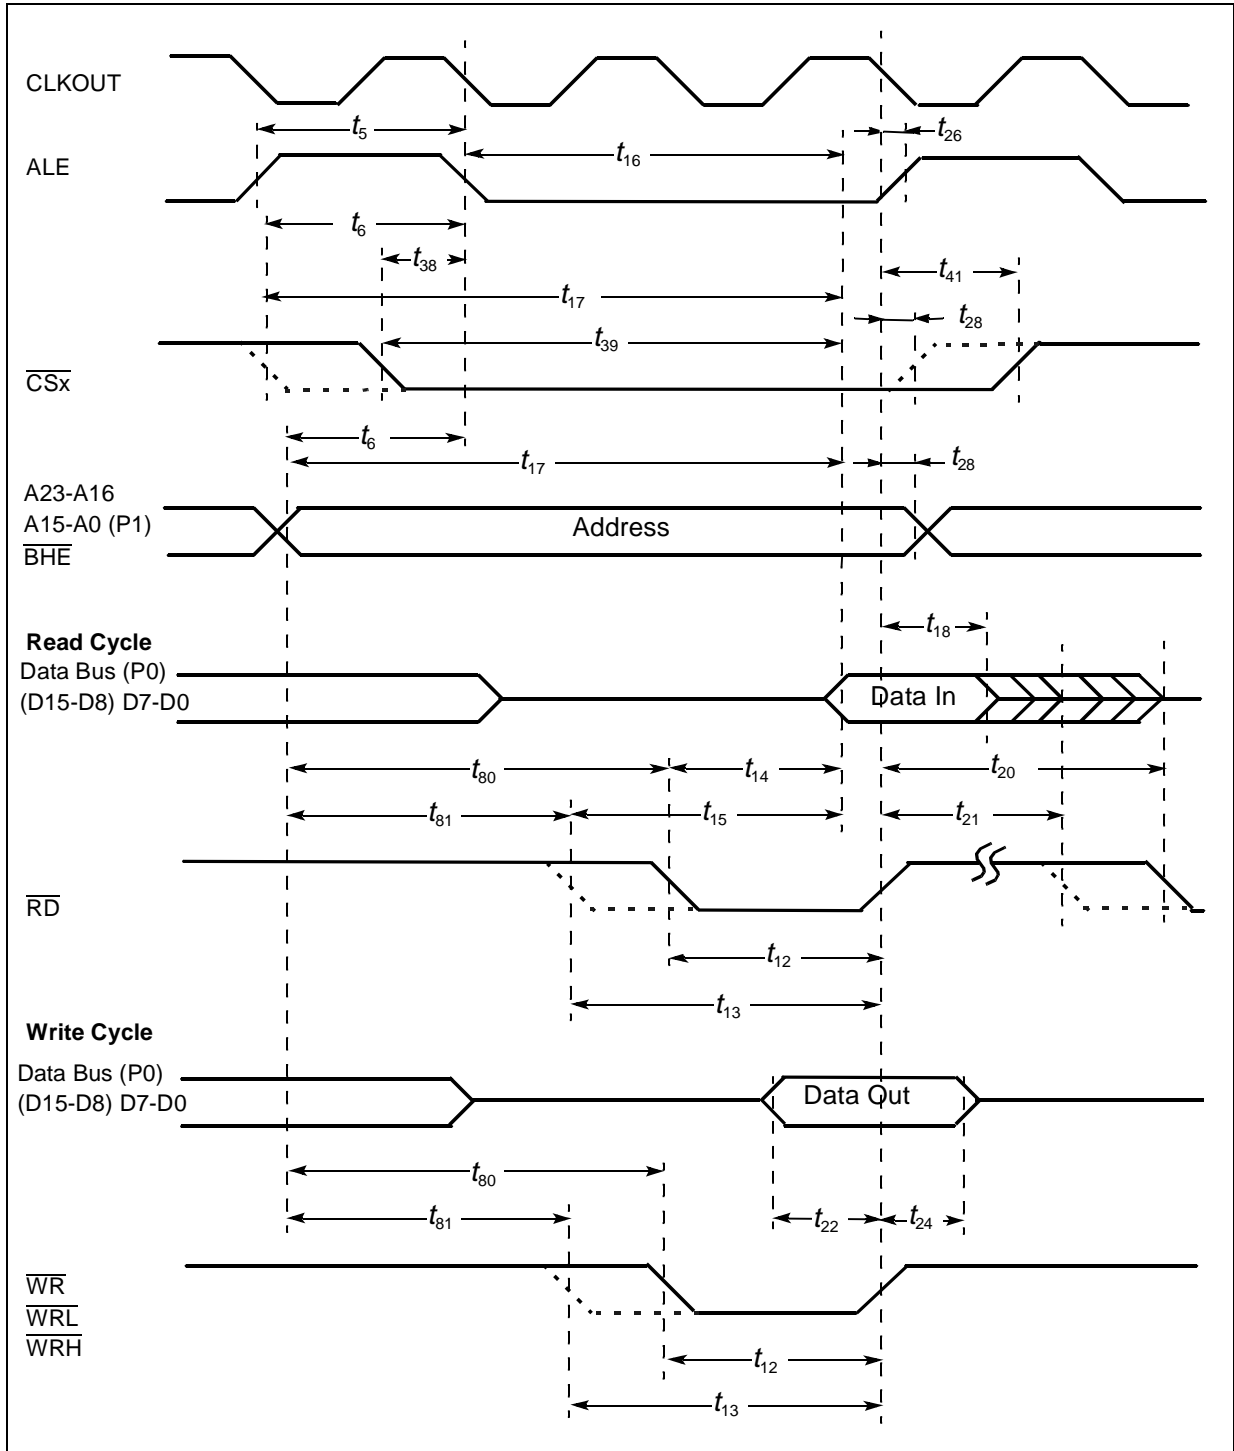 CLKOUT
t5
t26
ALE
t16
t6
t38
t41
t17
t28
t39
CSx
t6
t17
t28
A23-A16
A15-A0 (P1)
Address
BHE
t18
Read Cycle
Data Bus (P0)
(D15-D8) D7-D0
Data In
t80
t14
t20
t81
t15
t21
RD
t12
t13
Write Cycle
Data Bus (P0)
(D15-D8) D7-D0
Data Out
t80
t81
t22
t24
WR
WRL
WRH
t12
t13